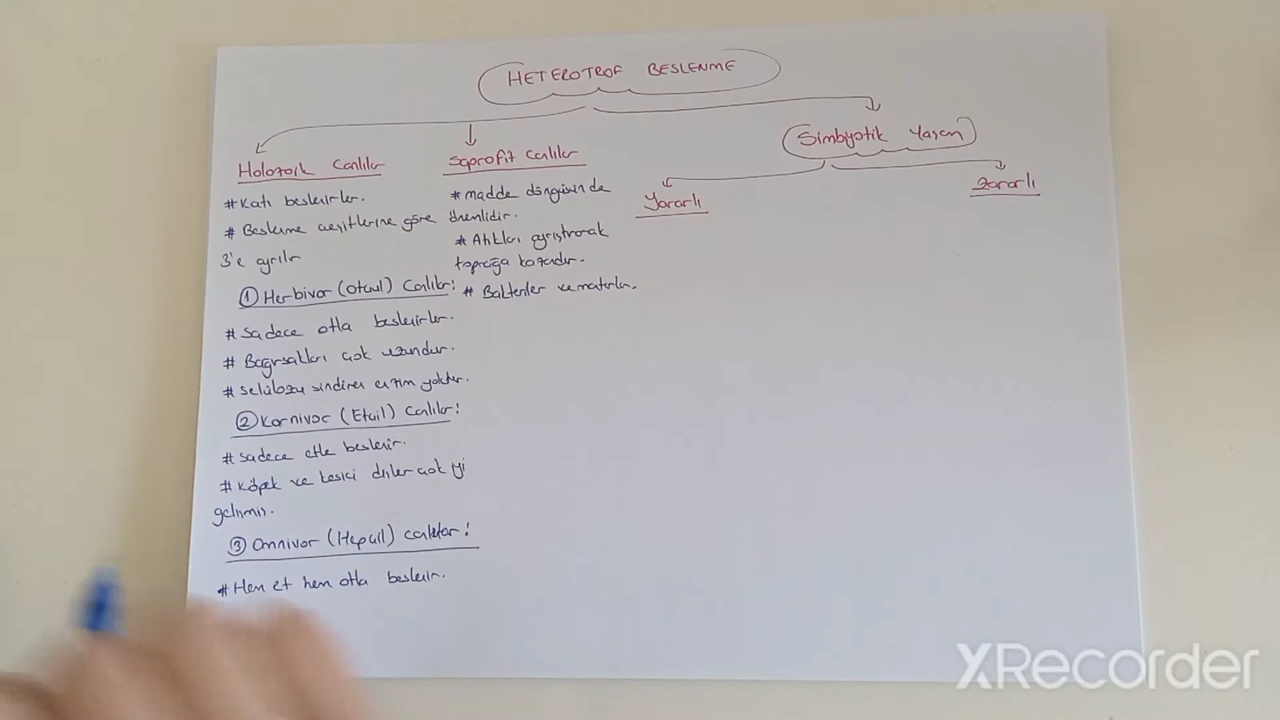 HETEROTROF BESLENME
Holozoik Canlılar
# Katı beslenirler.
# Beslenme çeşitlerine göre
3'e ayrılır
① Herbivor (Otçul) Canlılar:
# Sadece otla beslenirler.
# Bağırsakları çok uzundur.
# Selülozu sindiren enzim yoktur.
② Karnivor (Etçil) Canlılar:
# Sadece etle beslenir.
# Köpek ve kesici dişler çok iyi
gelişmiş.
③ Omnivor (Hepçil) canlılar:
# Hem et hem otla beslenir.
Saprofit Canlılar
# Madde döngüsünde
önemlidir.
# Atıkları ayrıştırarak
toprağa kazandır.
# Bakteriler ve mantarlar.
Simbiyotik Yaşam
Yararlı
Zararlı
XRecorder